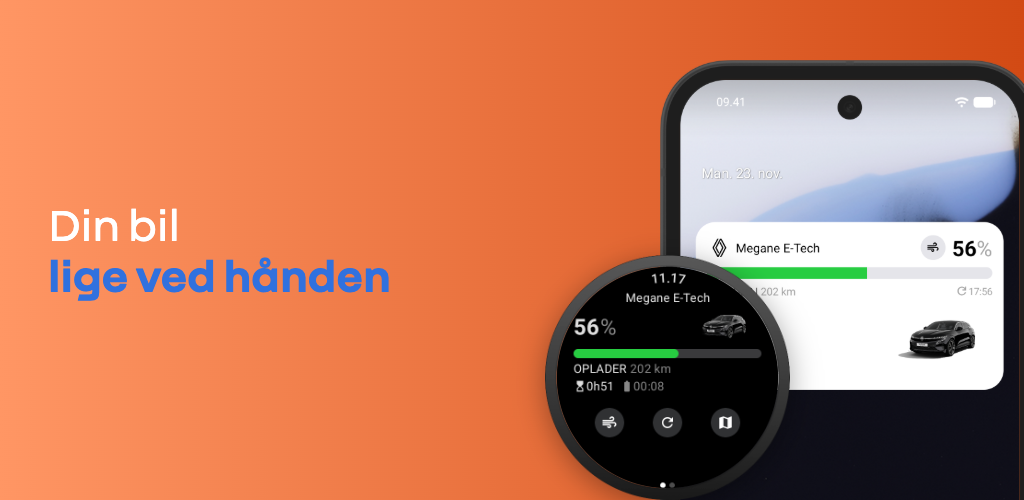 Din bil
lige ved hånden
09.41
Man. 23. nov.
Megane E-Tech
56%
202 km
17:56
11.17
Megane E-Tech
56%
OPLADER 202 km
0h51 00:08